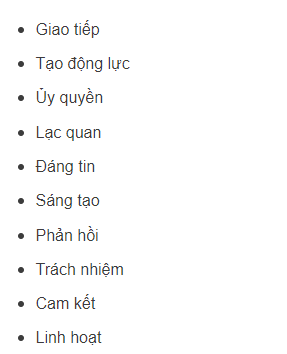 Giao tiếp
Tạo động lực
Ủy quyền
Lạc quan
Đáng tin
Sáng tạo
Phản hồi
Trách nhiệm
Cam kết
Linh hoạt